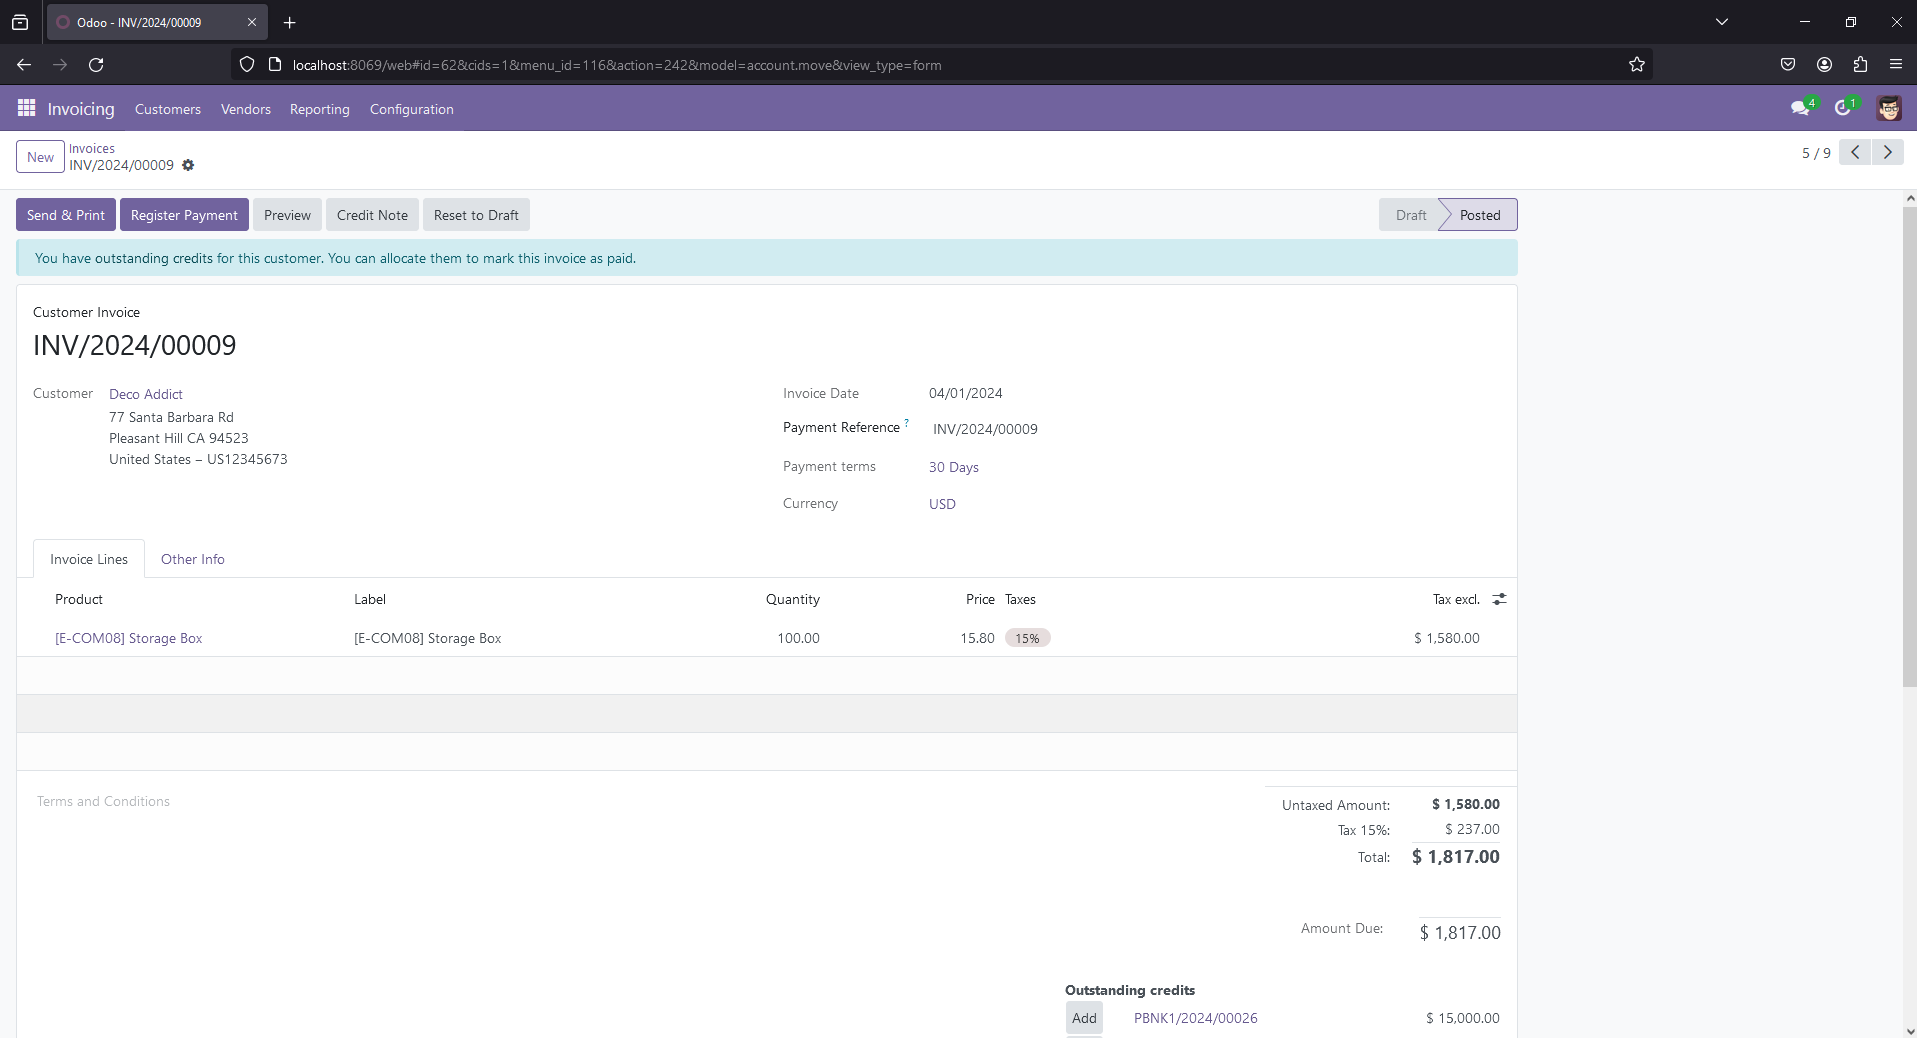 Odoo - INV/2024/00009
localhost:8069/web#id=62&cids=1&menu_id=116&action=242&model=account.move&view_type=form
Invoicing Customers Vendors Reporting Configuration 4 1
New Invoices
INV/2024/00009 5 / 9
Send & Print Register Payment Preview Credit Note Reset to Draft Draft Posted
You have outstanding credits for this customer. You can allocate them to mark this invoice as paid.
Customer Invoice
INV/2024/00009
Customer Deco Addict Invoice Date 04/01/2024
77 Santa Barbara Rd
Payment Reference ? INV/2024/00009
Pleasant Hill CA 94523
United States – US12345673
Payment terms 30 Days
Currency USD
Invoice Lines Other Info
Product Label Quantity Price Taxes Tax excl.
[E-COM08] Storage Box [E-COM08] Storage Box 100.00 15.80 15% $ 1,580.00
Terms and Conditions
Untaxed Amount: $ 1,580.00
Tax 15%: $ 237.00
Total: $ 1,817.00
Amount Due: $ 1,817.00
Outstanding credits
Add PBNK1/2024/00026 $ 15,000.00